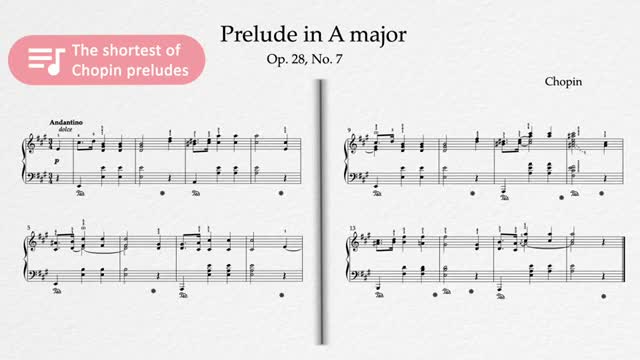 The shortest of
Chopin preludes
Prelude in A major
Op. 28, No. 7
Chopin
Andantino
dolce
p
9
5
13